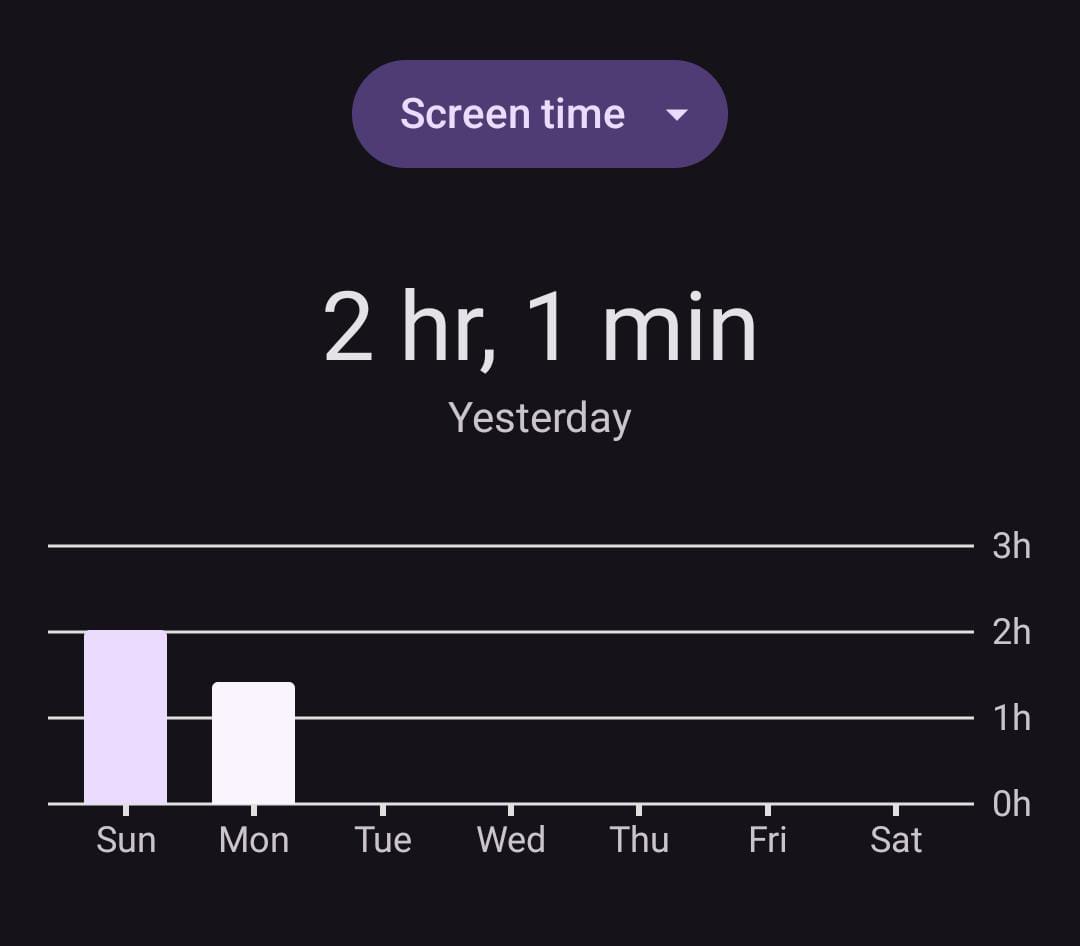 Screen time
2 hr, 1 min
Yesterday
3h
2h
1h
0h
Sun Mon Tue Wed Thu Fri Sat